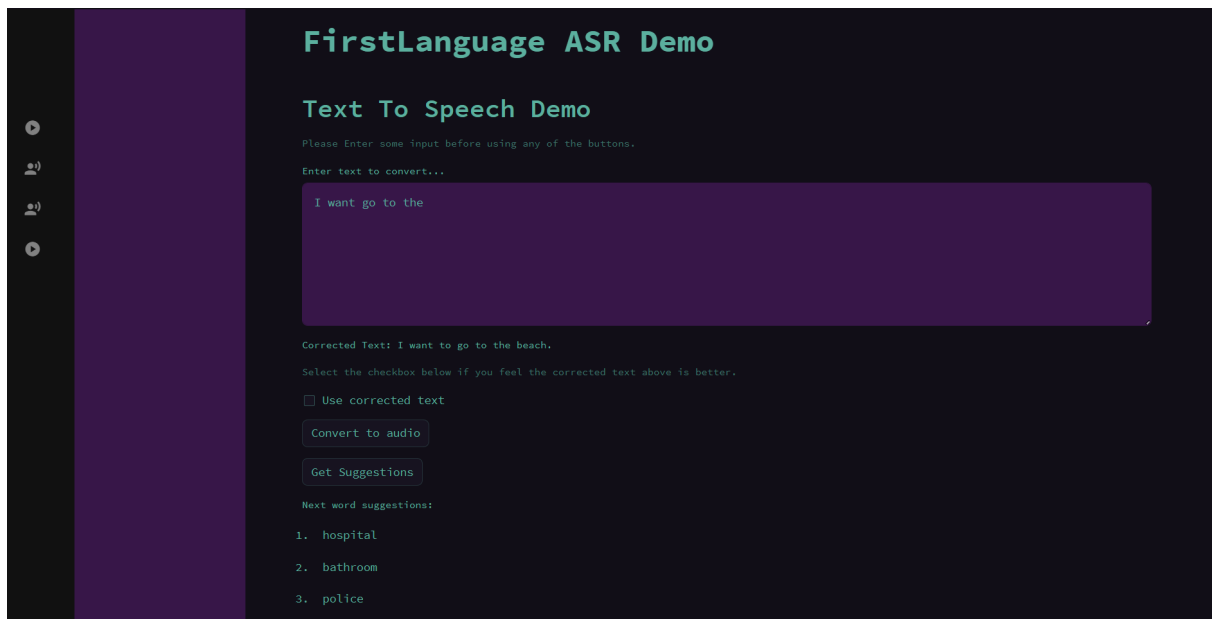 FirstLanguage ASR Demo
Text To Speech Demo
Please Enter some input before using any of the buttons.
Enter text to convert...
I want go to the
Corrected Text: I want to go to the beach.
Select the checkbox below if you feel the corrected text above is better.
Use corrected text
Convert to audio
Get Suggestions
Next word suggestions:
1. hospital
2. bathroom
3. police